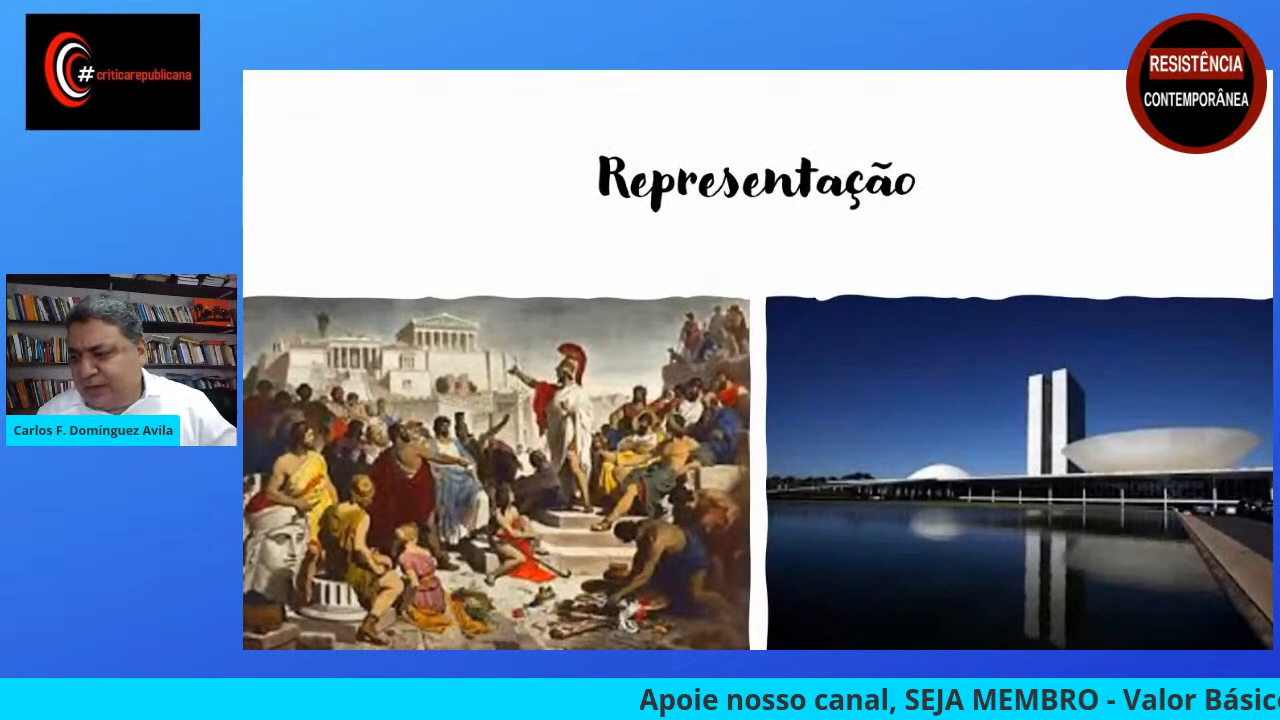 #criticarepublicana
RESISTÊNCIA
CONTEMPORÂNEA
Representação
Carlos F. Domínguez Avila
Apoie nosso canal, SEJA MEMBRO - Valor Básic